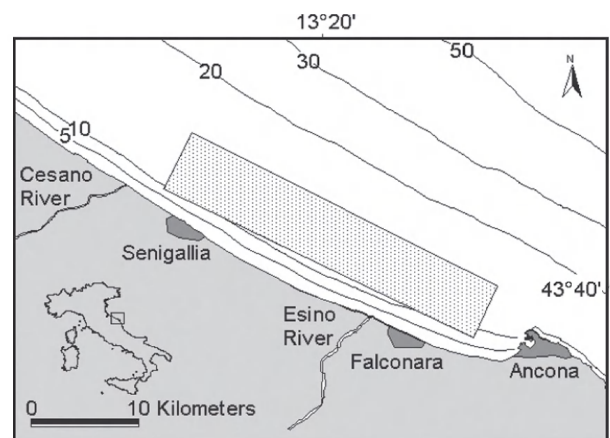 13°20'
50
30
20
N
10
5
Cesano
River
Senigallia
43°40'
Esino
River
Falconara
Ancona
0 10 Kilometers